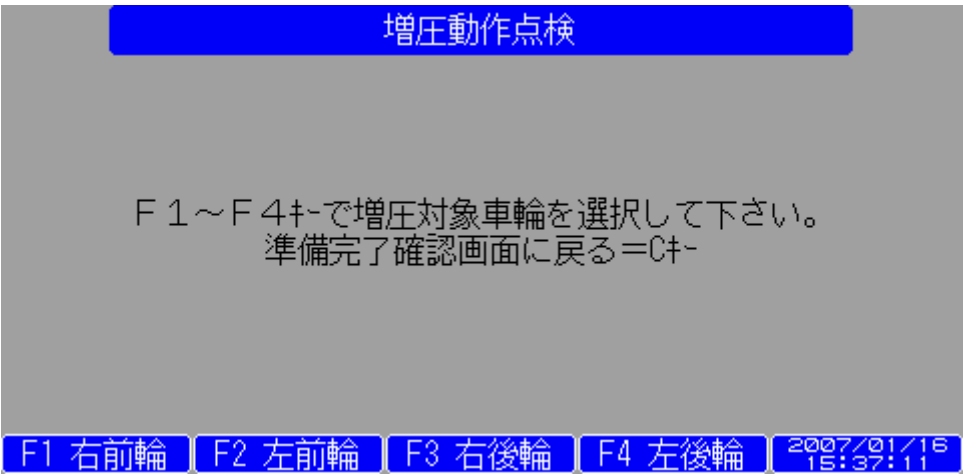 増圧動作点検
Ｆ１～Ｆ４ｷｰで増圧対象車輪を選択して下さい。
準備完了確認画面に戻る＝Cｷｰ
F1 右前輪
F2 左前輪
F3 右後輪
F4 左後輪
2007/01/16
15:37:11